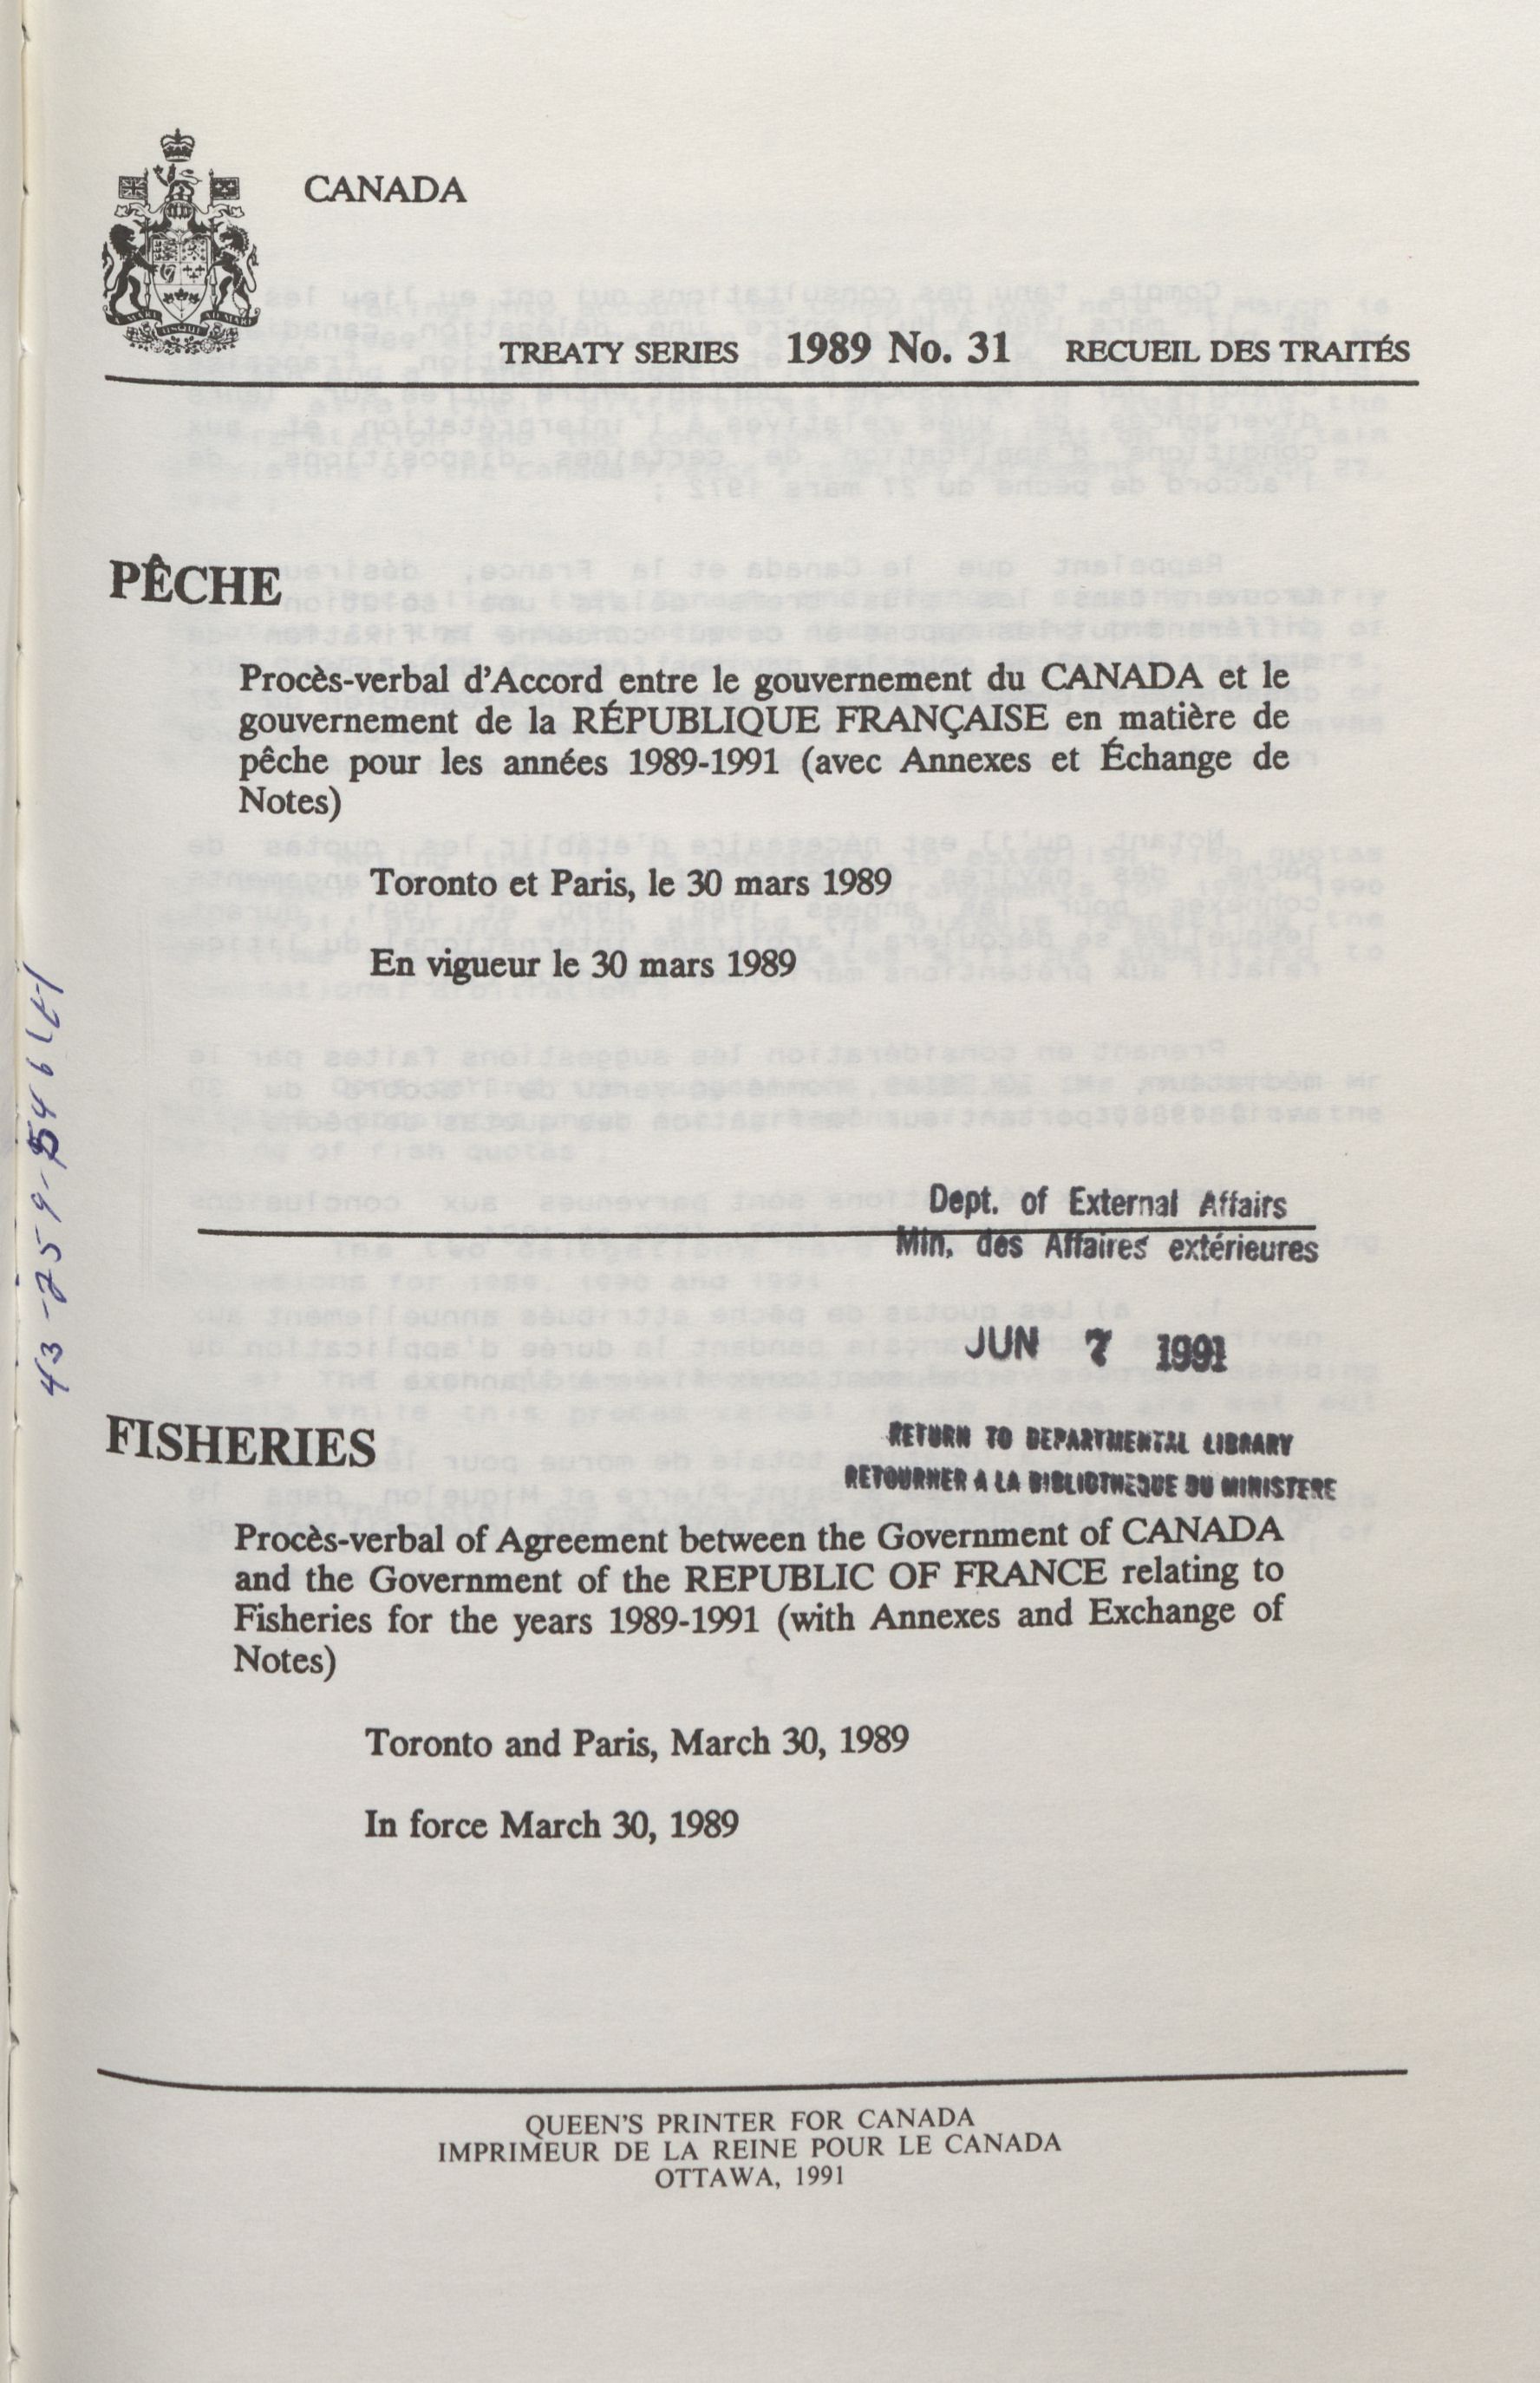 CANADA
TREATY SERIES 1989 No. 31 RECUEIL DES TRAITÉS
PÊCHE
Procès-verbal d'Accord entre le gouvernement du CANADA et le
gouvernement de la RÉPUBLIQUE FRANÇAISE en matière de
pêche pour les années 1989-1991 (avec Annexes et Échange de
Notes)
Toronto et Paris, le 30 mars 1989
En vigueur le 30 mars 1989
Dept. of External Affairs
Min. des Affaires extérieures
JUN 7 1991
RETURN TO DEPARTMENTAL LIBRARY
RETOURNER A LA BIBLIOTHEQUE DU MINISTERE
FISHERIES
Procès-verbal of Agreement between the Government of CANADA
and the Government of the REPUBLIC OF FRANCE relating to
Fisheries for the years 1989-1991 (with Annexes and Exchange of
Notes)
Toronto and Paris, March 30, 1989
In force March 30, 1989
QUEEN'S PRINTER FOR CANADA
IMPRIMEUR DE LA REINE POUR LE CANADA
OTTAWA, 1991